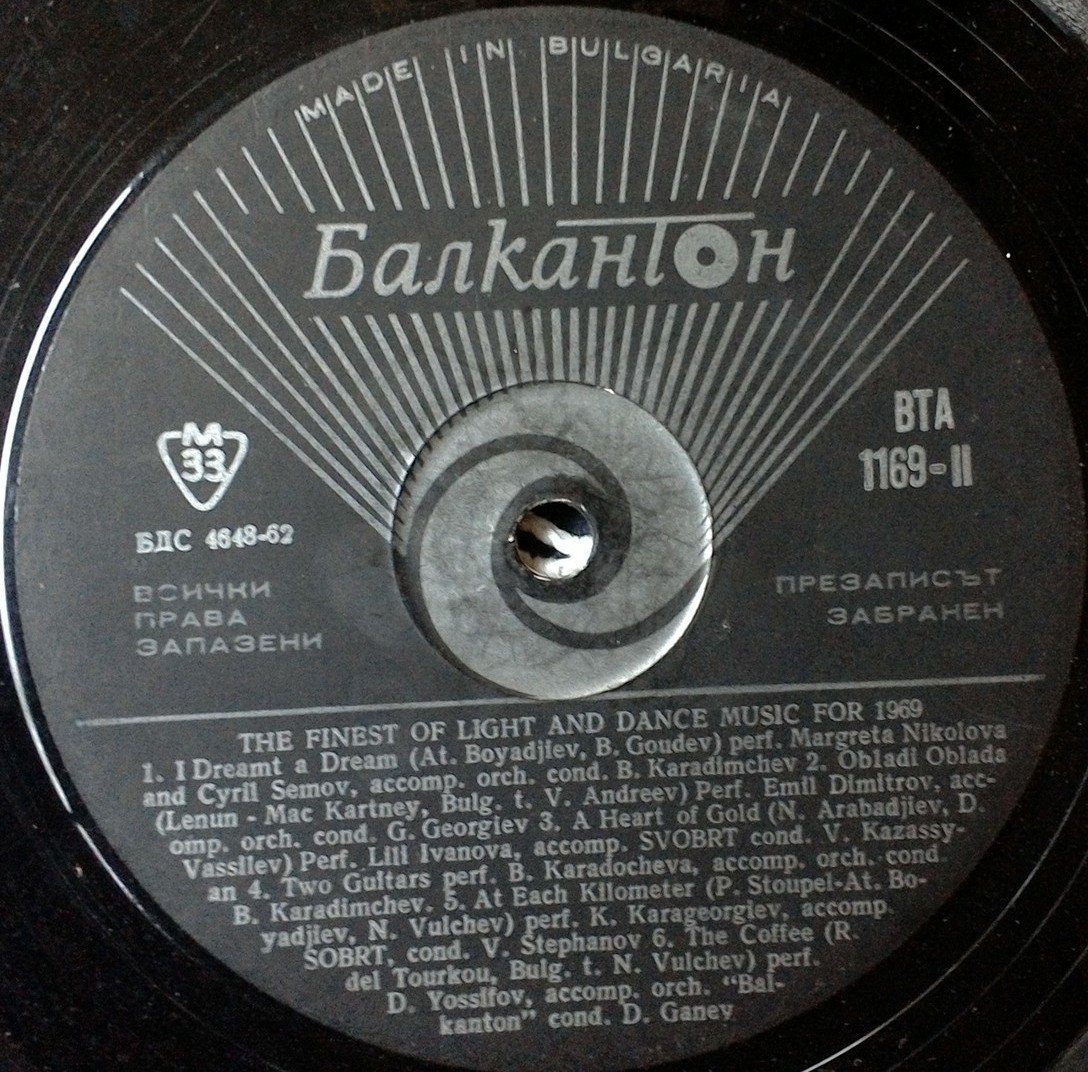 MADE IN BULGARIA
Балкантон
M
33
БДС 4648-62
ВСИЧКИ
ПРАВА
ЗАПАЗЕНИ
ВТА
1169-II
ПРЕЗАПИСЪТ
ЗАБРАНЕН
THE FINEST OF LIGHT AND DANCE MUSIC FOR 1969
1. I Dreamt a Dream (At. Boyadjiev, B. Goudev) perf. Margreta Nikolova
and Cyril Semov, accomp. orch. cond. B. Karadimchev 2. Obladi Oblada
(Lenun - Mac Kartney, Bulg. t. V. Andreev) Perf. Emil Dimitrov, acc-
omp. orch. cond. G. Georgiev 3. A Heart of Gold (N. Arabadjiev, D.
Vassilev) Perf. Lili Ivanova, accomp. SVOBRT cond. V. Kazassy-
an 4. Two Guitars perf. B. Karadocheva, accomp. orch. cond.
B. Karadimchev. 5. At Each Kilometer (P. Stoupel-At. Bo-
yadjiev, N. Vulchev) perf. K. Karageorgiev, accomp.
SOBRT, cond. V. Stephanov 6. The Coffee (R.
del Tourkou, Bulg. t. N. Vulchev) perf.
D. Yossifov, accomp. orch. "Bal-
kanton" cond. D. Ganev